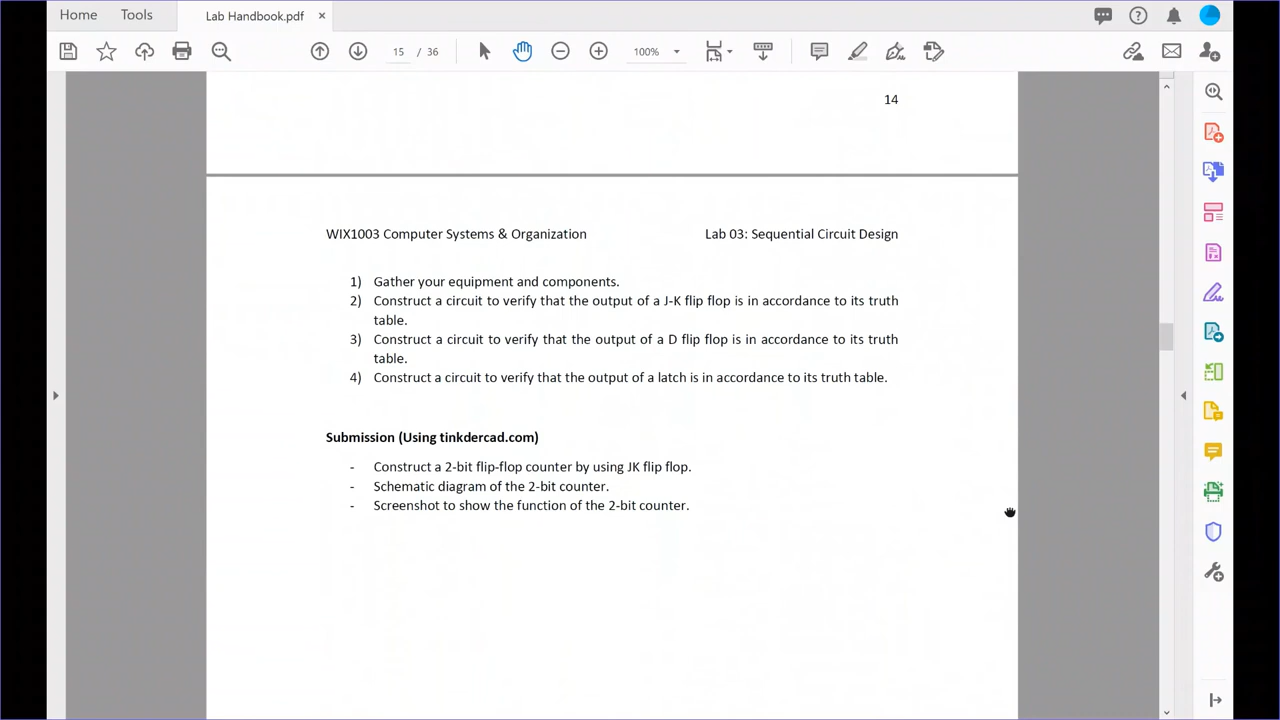 Home
Tools
Lab Handbook.pdf
15 / 36
100%
14
WIX1003 Computer Systems & Organization
Lab 03: Sequential Circuit Design
1) Gather your equipment and components.
2) Construct a circuit to verify that the output of a J-K flip flop is in accordance to its truth
table.
3) Construct a circuit to verify that the output of a D flip flop is in accordance to its truth
table.
4) Construct a circuit to verify that the output of a latch is in accordance to its truth table.
Submission (Using tinkdercad.com)
- Construct a 2-bit flip-flop counter by using JK flip flop.
- Schematic diagram of the 2-bit counter.
- Screenshot to show the function of the 2-bit counter.